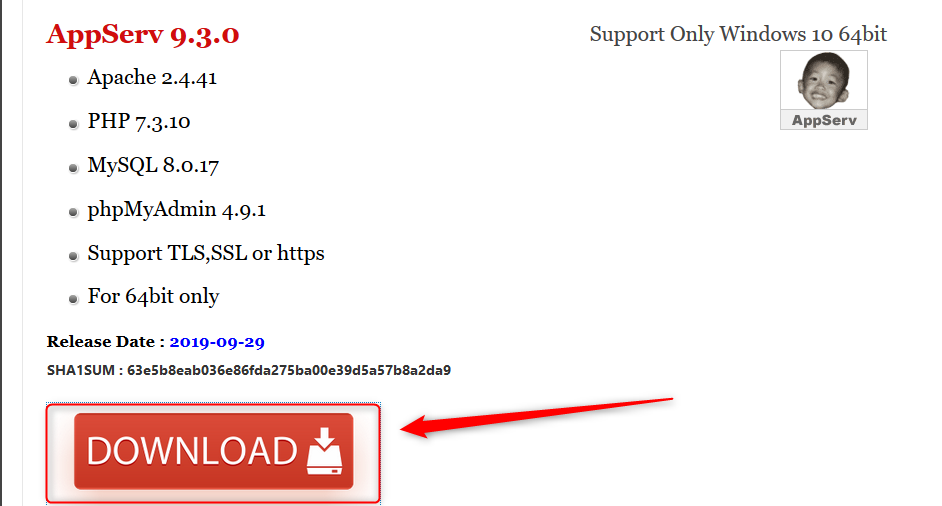 AppServ 9.3.0
Support Only Windows 10 64bit
AppServ
Apache 2.4.41
PHP 7.3.10
MySQL 8.0.17
phpMyAdmin 4.9.1
Support TLS,SSL or https
For 64bit only
Release Date : 2019-09-29
SHA1SUM : 63e5b8eab036e86fda275ba00e39d5a57b8a2da9
DOWNLOAD